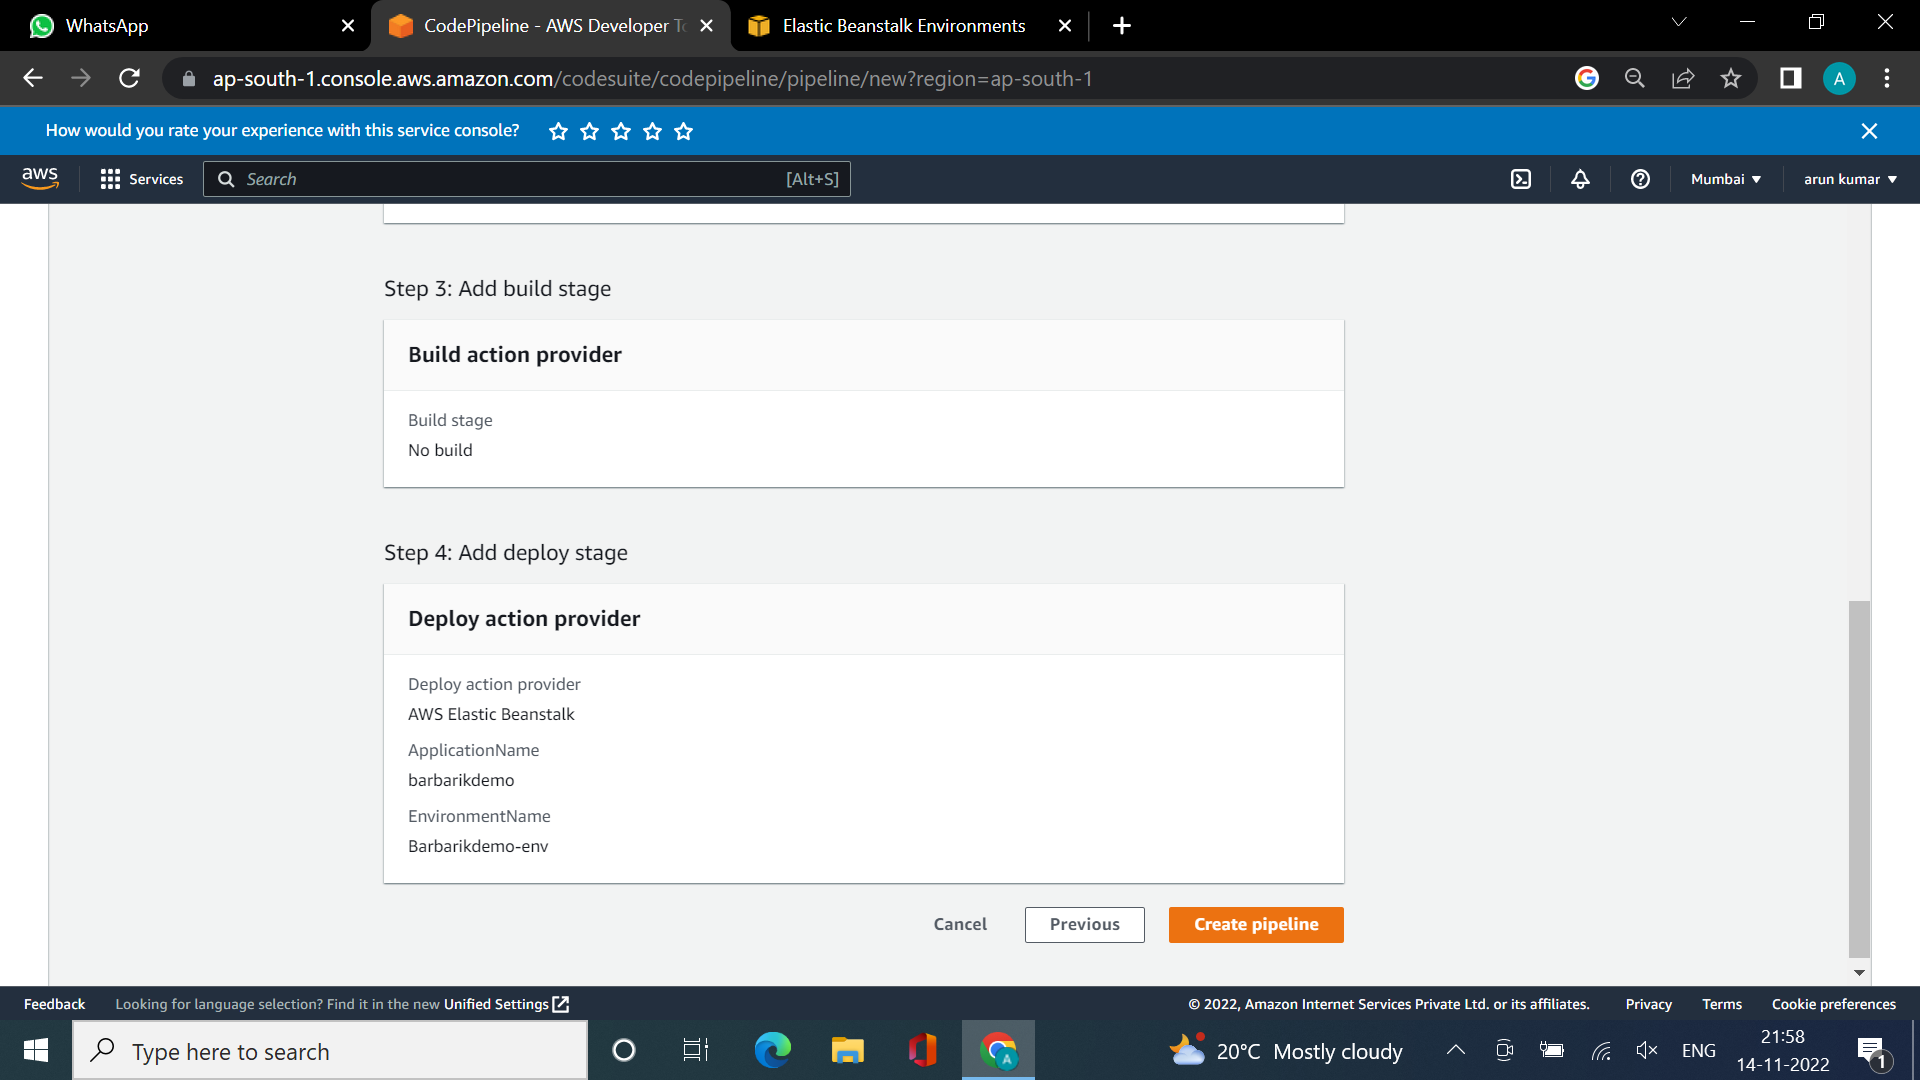 WhatsApp
CodePipeline - AWS Developer To
Elastic Beanstalk Environments
ap-south-1.console.aws.amazon.com/codesuite/codepipeline/pipeline/new?region=ap-south-1
A
How would you rate your experience with this service console?
aws
Services
Search
[Alt+S]
Mumbai
arun kumar
Step 3: Add build stage
Build action provider
Build stage
No build
Step 4: Add deploy stage
Deploy action provider
Deploy action provider
AWS Elastic Beanstalk
ApplicationName
barbarikdemo
EnvironmentName
Barbarikdemo-env
Cancel
Previous
Create pipeline
Feedback
Looking for language selection? Find it in the new Unified Settings
© 2022, Amazon Internet Services Private Ltd. or its affiliates.
Privacy
Terms
Cookie preferences
Type here to search
A
20°C Mostly cloudy
ENG
21:58
14-11-2022
1